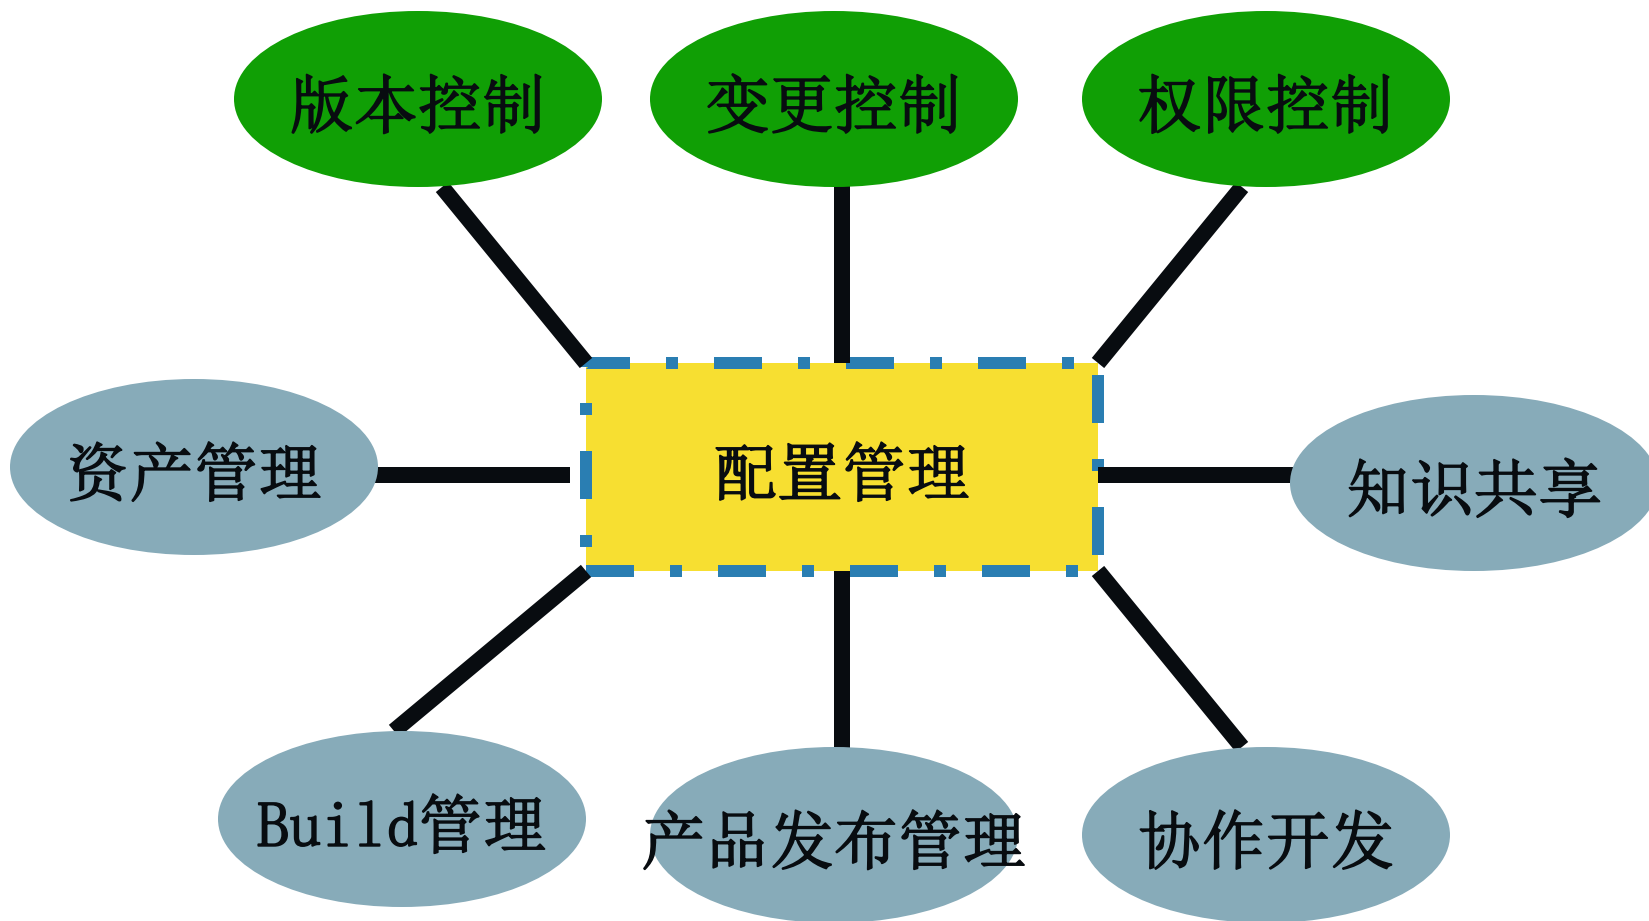 版本控制
变更控制
权限控制
资产管理
配置管理
知识共享
Build管理
产品发布管理
协作开发